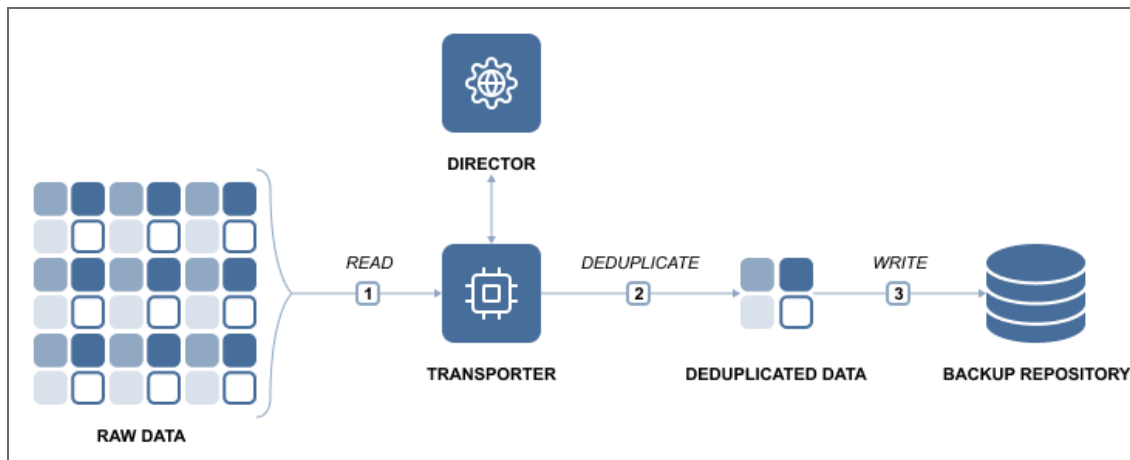 DIRECTOR
READ
1
DEDUPLICATE
2
WRITE
3
TRANSPORTER
DEDUPLICATED DATA
BACKUP REPOSITORY
RAW DATA